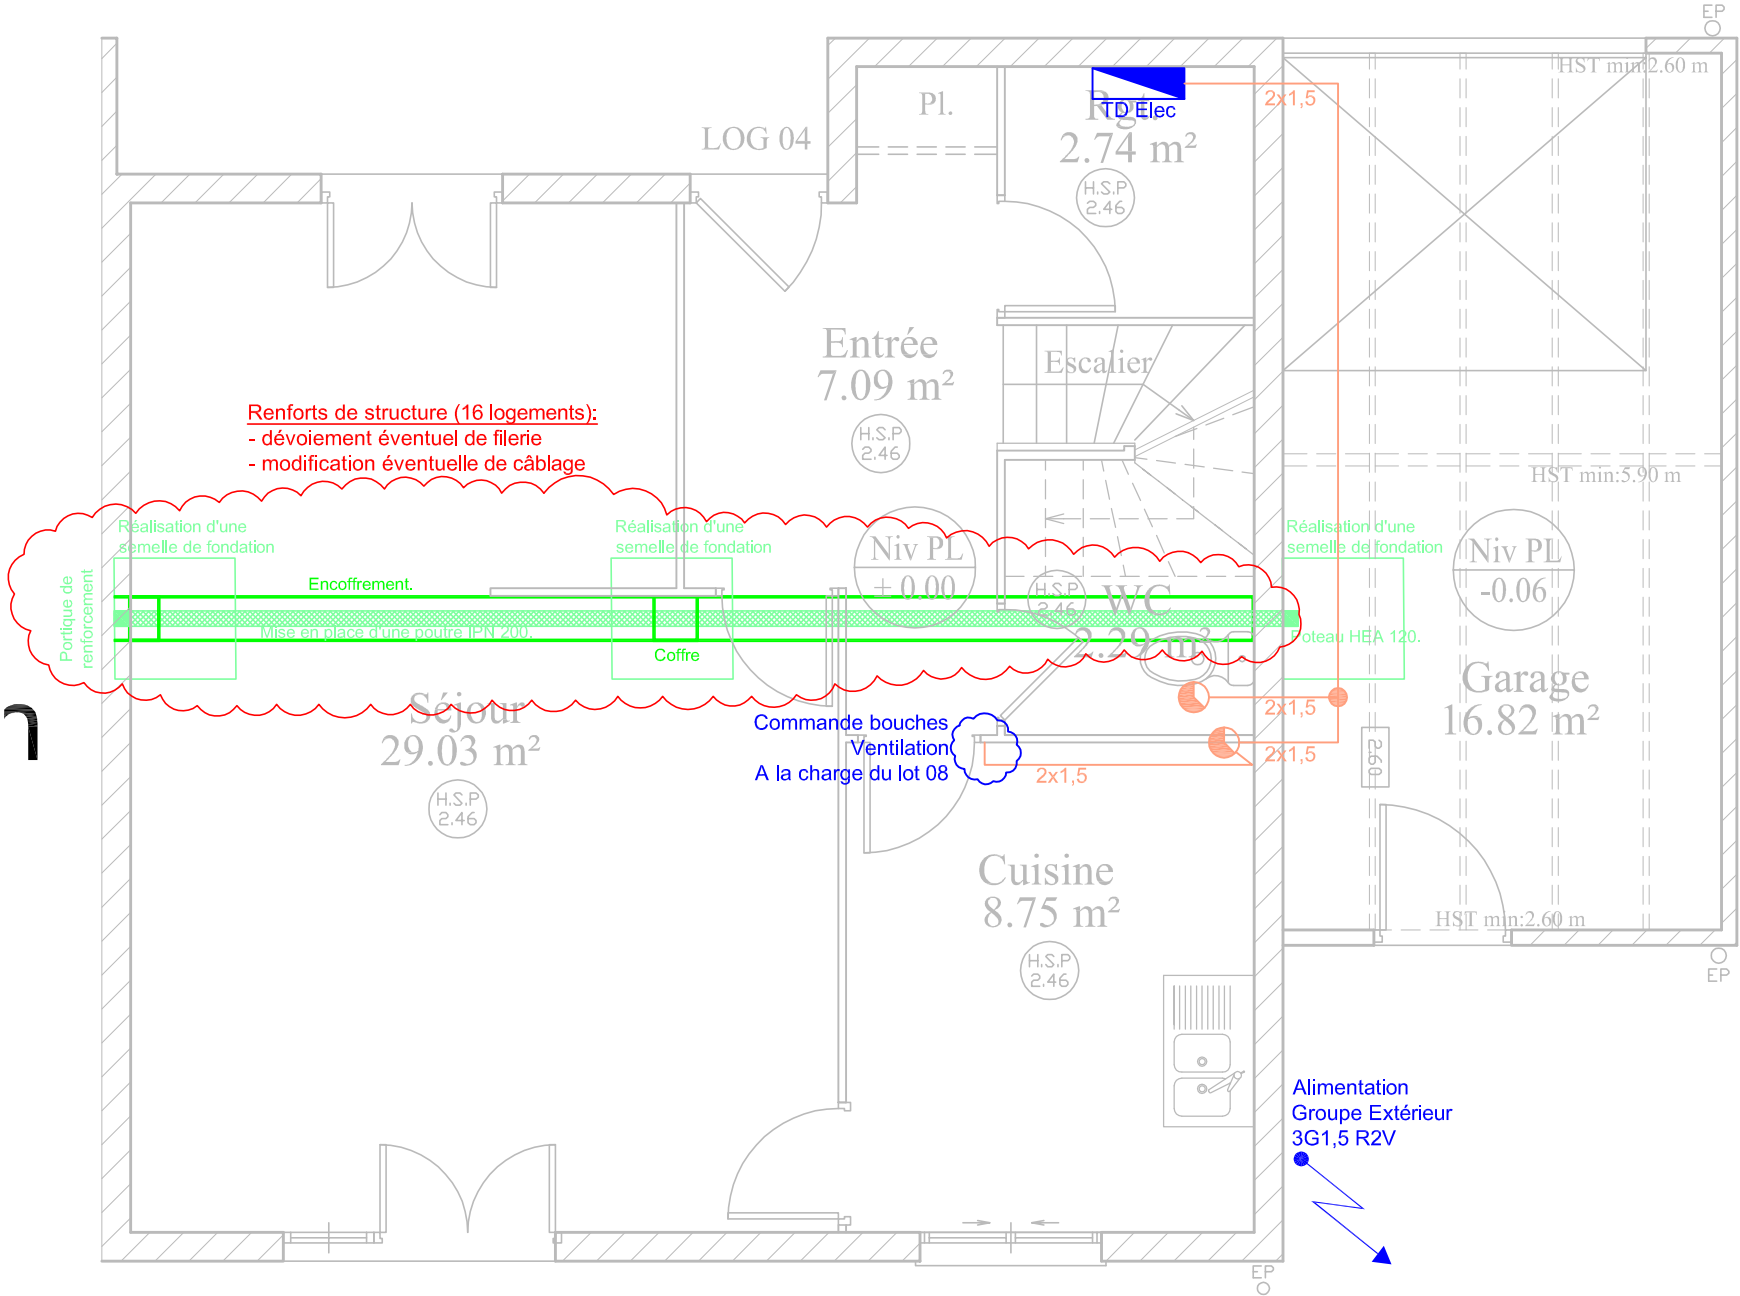 EP
HST min:2.60 m
2x1,5
TD Elec
Pl.
Rgt.
2.74 m²
LOG 04
H.S.P
2.46
Entrée
7.09 m²
Escalier
H.S.P
2.46
Renforts de structure (16 logements):
- dévoiement éventuel de filerie
- modification éventuelle de câblage
HST min:5.90 m
Réalisation d'une
semelle de fondation
Réalisation d'une
semelle de fondation
Réalisation d'une
semelle de fondation
Niv PL
± 0.00
Niv PL
-0.06
Portique de
renforcement
Encoffrement.
Mise en place d'une poutre IPN 200.
Coffre
H.S.P
2.46
WC
2.29 m²
Poteau HEA 120.
Garage
16.82 m²
Séjour
29.03 m²
H.S.P
2.46
Commande bouches
Ventilation
A la charge du lot 08
2x1,5
2x1,5
2x1,5
2.60
Cuisine
8.75 m²
H.S.P
2.46
HST min:2.60 m
EP
Alimentation
Groupe Extérieur
3G1,5 R2V
EP